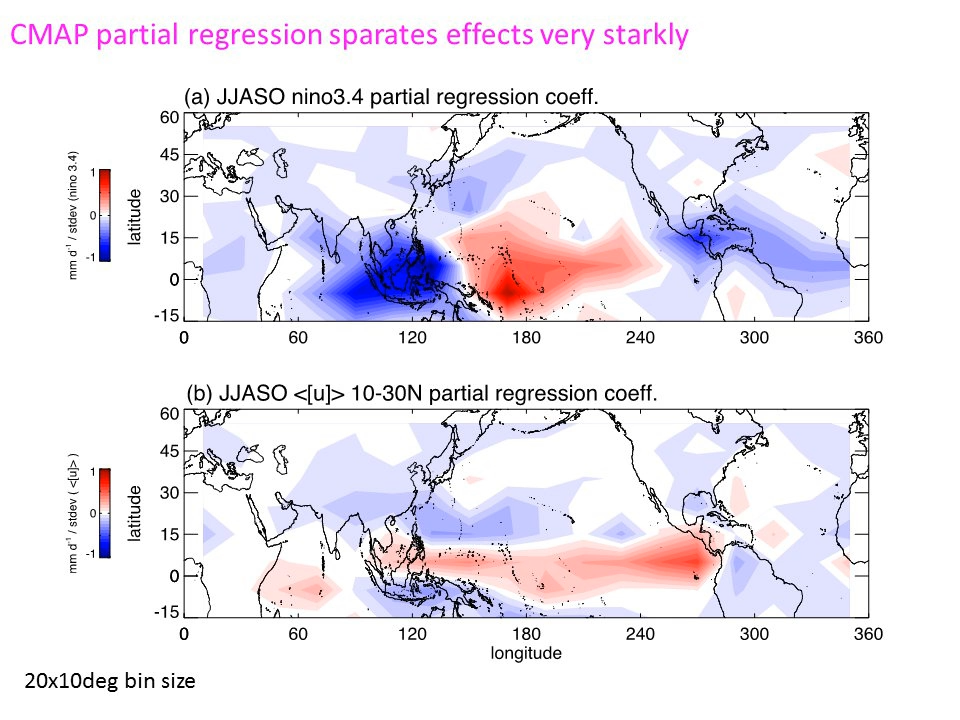 CMAP partial regression sparates effects very starkly
(a) JJASO nino3.4 partial regression coeff.
mm d⁻¹ / stdev (nino 3.4)
1
0
-1
latitude
60
45
30
15
0
-15
0 60 120 180 240 300 360
(b) JJASO <[u]> 10-30N partial regression coeff.
mm d⁻¹ / stdev ( <[u]> )
1
0
-1
latitude
60
45
30
15
0
-15
0 60 120 180 240 300 360
longitude
20x10deg bin size